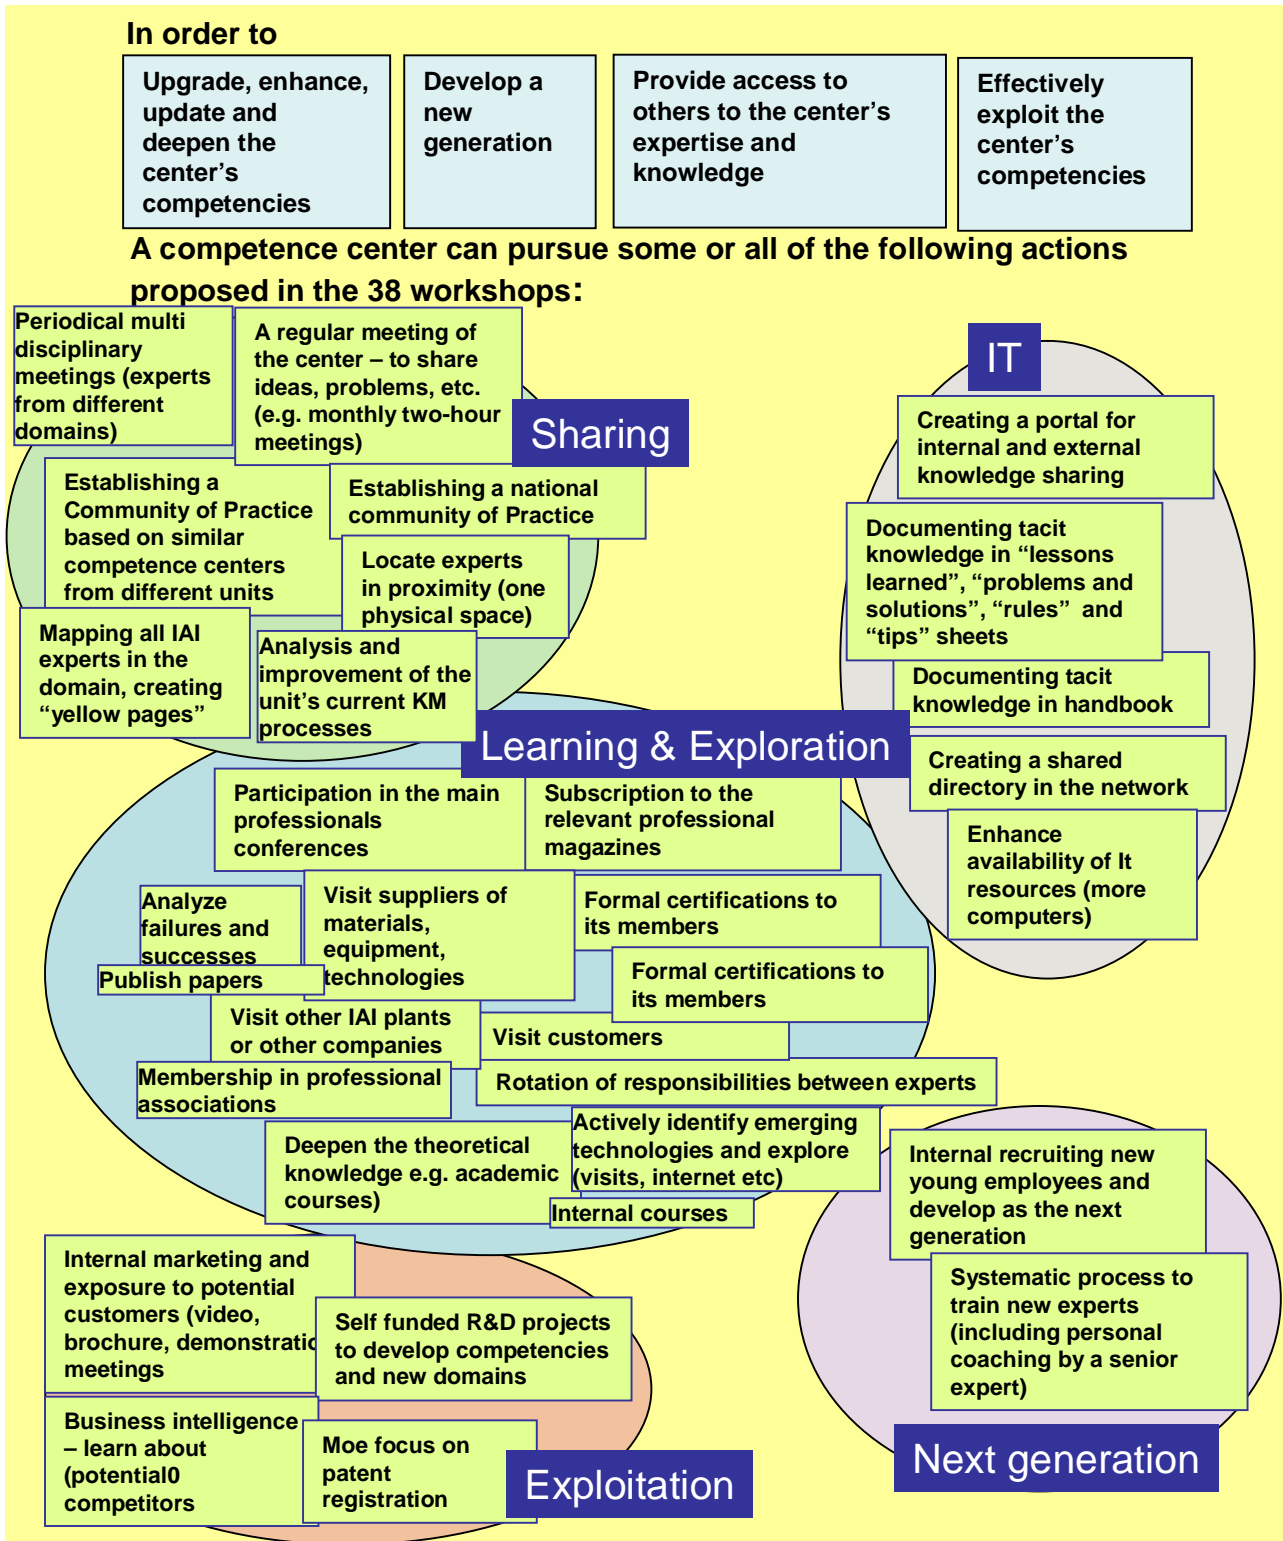 In order to
Upgrade, enhance,
update and
deepen the
center's
competencies
Develop a
new
generation
Provide access to
others to the center's
expertise and
knowledge
Effectively
exploit the
center's
competencies
A competence center can pursue some or all of the following actions
proposed in the 38 workshops:
Periodical multi
disciplinary
meetings (experts
from different
domains)
A regular meeting of
the center – to share
ideas, problems, etc.
(e.g. monthly two-hour
meetings)
Sharing
Establishing a
Community of Practice
based on similar
competence centers
from different units
Establishing a national
community of Practice
Locate experts
in proximity (one
physical space)
Mapping all IAI
experts in the
domain, creating
“yellow pages”
Analysis and
improvement of the
unit's current KM
processes
IT
Creating a portal for
internal and external
knowledge sharing
Documenting tacit
knowledge in “lessons
learned”, “problems and
solutions”, “rules” and
“tips” sheets
Documenting tacit
knowledge in handbook
Creating a shared
directory in the network
Enhance
availability of It
resources (more
computers)
Learning & Exploration
Participation in the main
professionals
conferences
Subscription to the
relevant professional
magazines
Analyze
failures and
successes
Visit suppliers of
materials,
equipment,
technologies
Formal certifications to
its members
Publish papers
Formal certifications to
its members
Visit other IAI plants
or other companies
Visit customers
Membership in professional
associations
Rotation of responsibilities between experts
Deepen the theoretical
knowledge e.g. academic
courses)
Actively identify emerging
technologies and explore
(visits, internet etc)
Internal courses
Internal marketing and
exposure to potential
customers (video,
brochure, demonstratio
meetings
Self funded R&D projects
to develop competencies
and new domains
Business intelligence
– learn about
(potential0
competitors
Moe focus on
patent
registration
Exploitation
Internal recruiting new
young employees and
develop as the next
generation
Systematic process to
train new experts
(including personal
coaching by a senior
expert)
Next generation